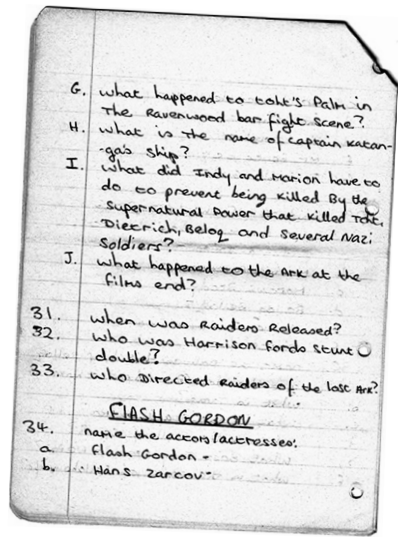 G. what happened to toht's Palm in
The Ravenwood bar fight scene?
H. what is the name of captain Katan-
-gas ship?
I. what did Indy and Marion have to
do to prevent being killed By the
supernatural Power that killed Toht,
Dietrich, Beloq and several Nazi
Soldiers?
J. what happened to the Ark at the
films end?
31. when was Raiders Released?
32. who was Harrison fords stunt
double?
33. who Directed Raiders of the lost Ark?
FLASH GORDON
34. name the actors/actresses:
a. flash Gordon -
b. Hans Zarcov -